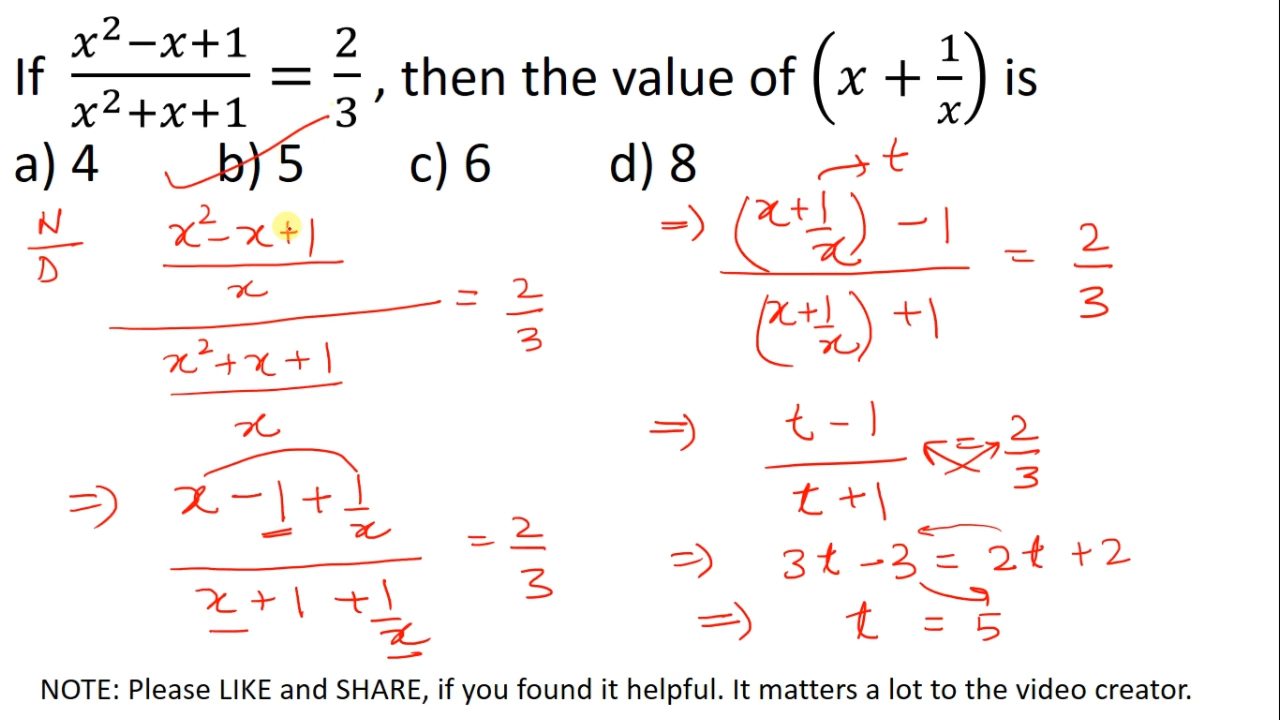 If (x² − x + 1)/(x² + x + 1) = 2/3 , then the value of (x + 1/x) is
a) 4 b) 5 c) 6 d) 8
N/D ((x² − x + 1)/x)/((x² + x + 1)/x) = 2/3
⇒ (x − 1 + 1/x)/(x + 1 + 1/x) = 2/3
→ t
⇒ ((x + 1/x) − 1)/((x + 1/x) + 1) = 2/3
⇒ (t − 1)/(t + 1) = 2/3
⇒ 3t − 3 = 2t + 2
⇒ t = 5
NOTE: Please LIKE and SHARE, if you found it helpful. It matters a lot to the video creator.